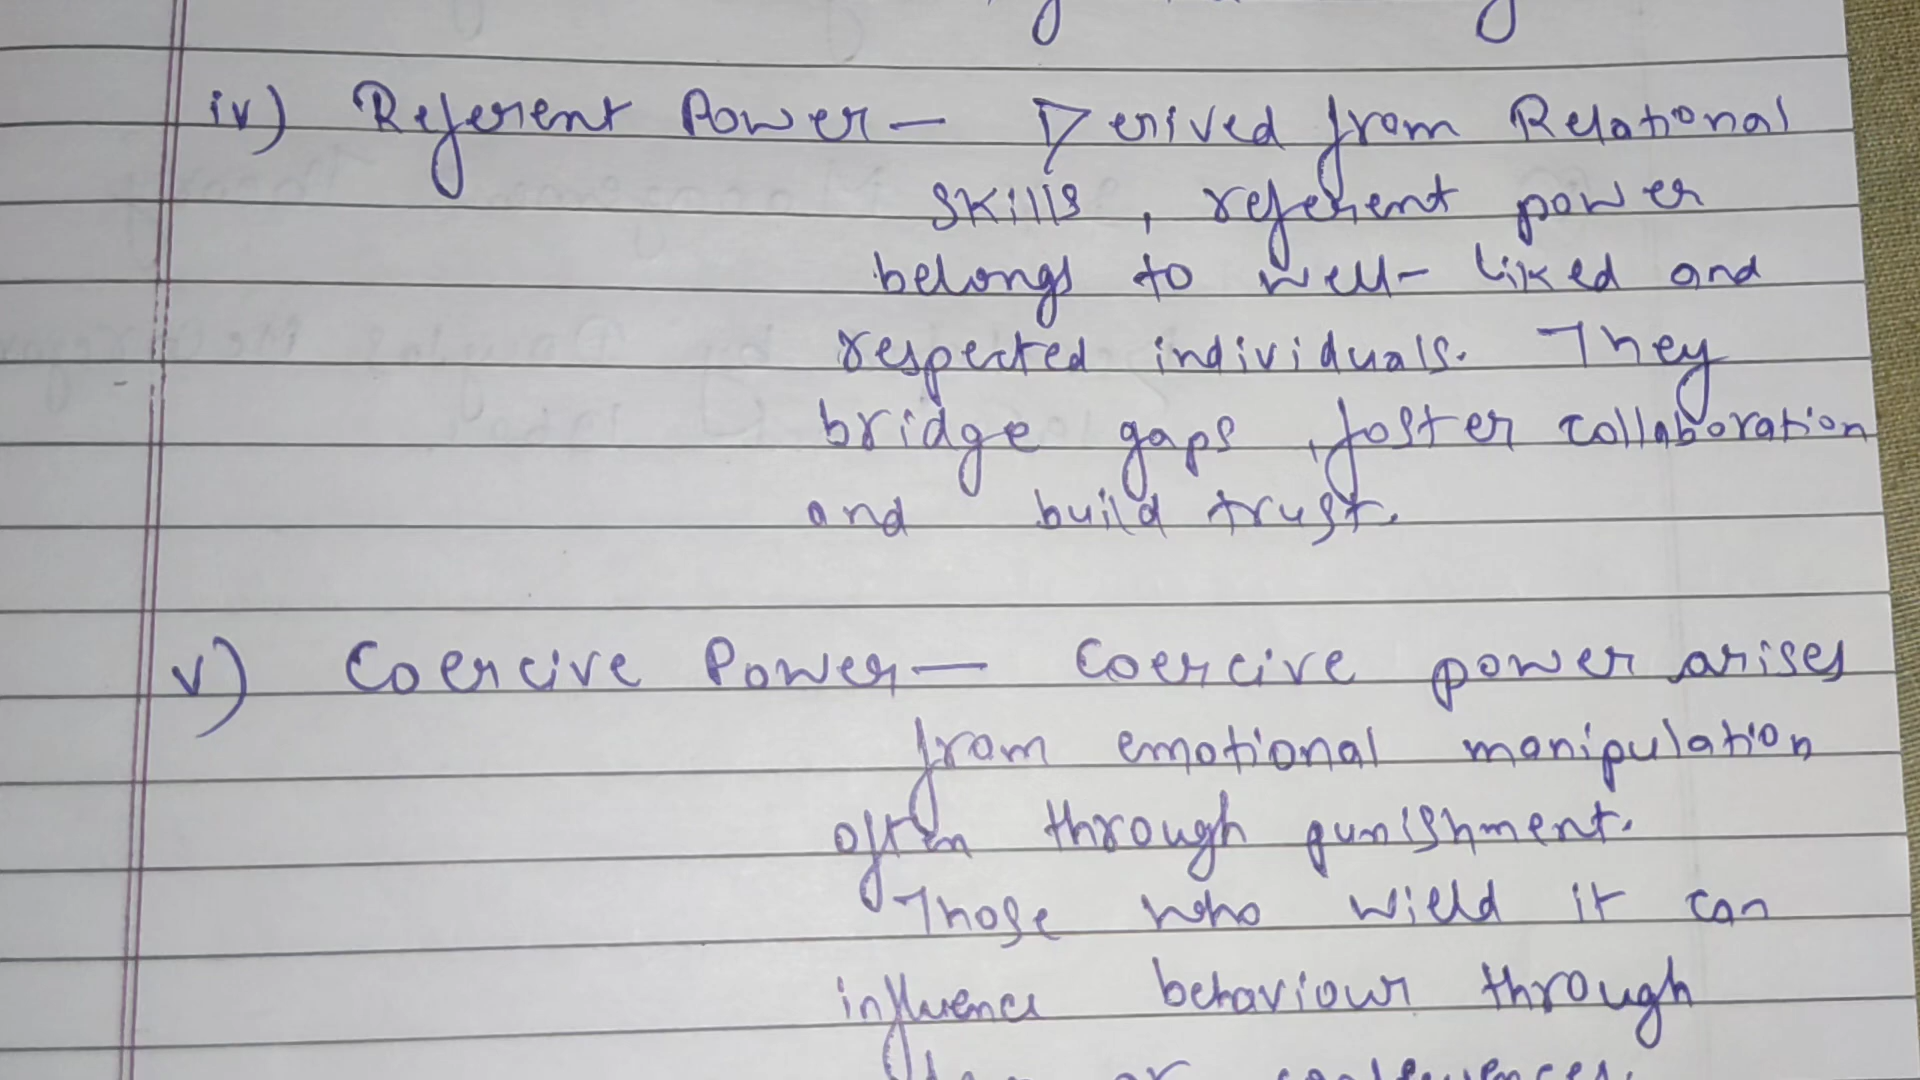 iv) Referent Power - Derived from Relational
skills, referent power
belongs to well-liked and
respected individuals. They
bridge gaps, foster collaboration
and build trust.
v) Coercive Power - Coercive power arises
from emotional manipulation
often through punishment.
Those who wield it can
influence behaviour through
or consequences.